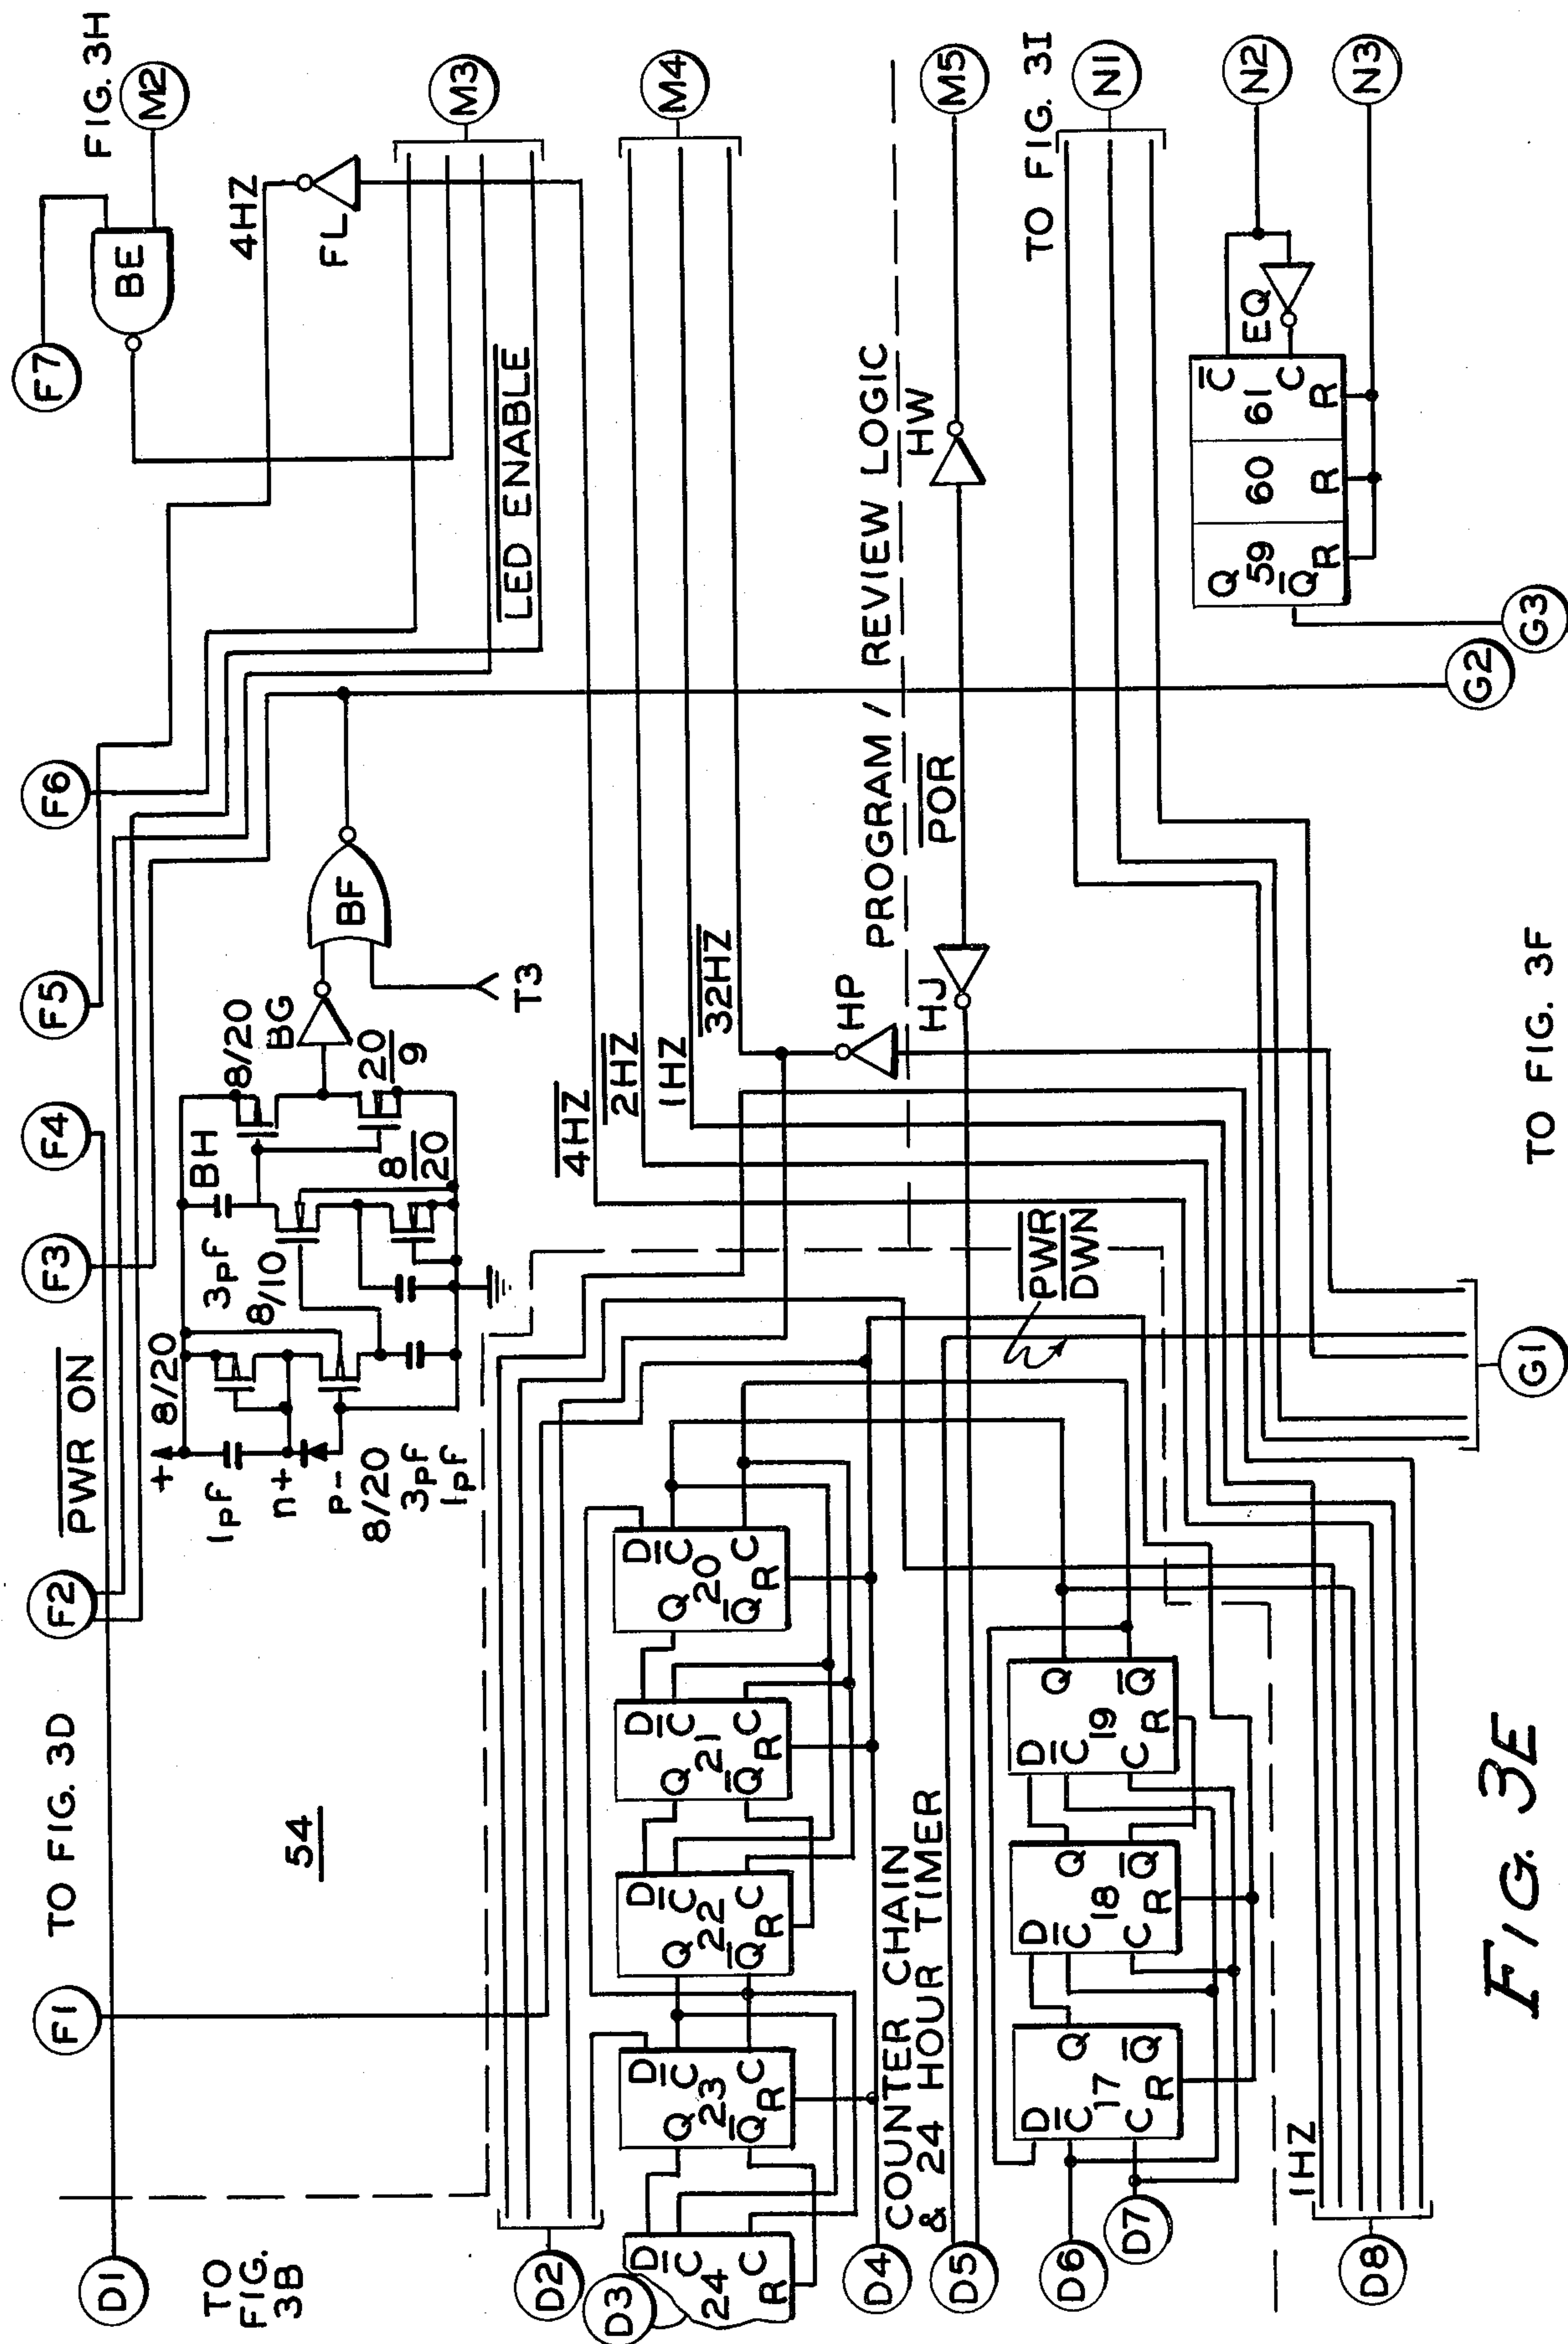 FIG. 3H
F7
BE
M2
4HZ
FL
M3
M4
LED ENABLE
F6
F5
F4
F3
PWR ON
F2
TO FIG. 3D
F1
D1
TO
FIG.
3B
54
BF
T3
BG
8/20
20
9
BH
8
20
3pF
8/10
+
8/20
1pF
n+
p-
8/20
3pF
1pF
4HZ
2HZ
1HZ
32HZ
HP
PROGRAM / REVIEW LOGIC
HW
M5
POR
HJ
TO FIG. 3I
N1
N2
N3
EQ
C
C
61
R
60
R
Q
59
Q
R
G3
G2
TO FIG. 3F
PWR
DWN
G1
D
C
C
Q
20
Q
R
D
C
C
Q
21
Q
R
D
C
C
Q
22
Q
R
D
C
C
Q
23
Q
R
D
C
C
24
R
D2
D3
D4
COUNTER CHAIN
& 24 HOUR TIMER
D5
D6
D7
D8
Q
Q
D
C
19
C
R
Q
Q
D
C
18
C
R
Q
Q
D
C
17
C
R
1HZ
FIG. 3E